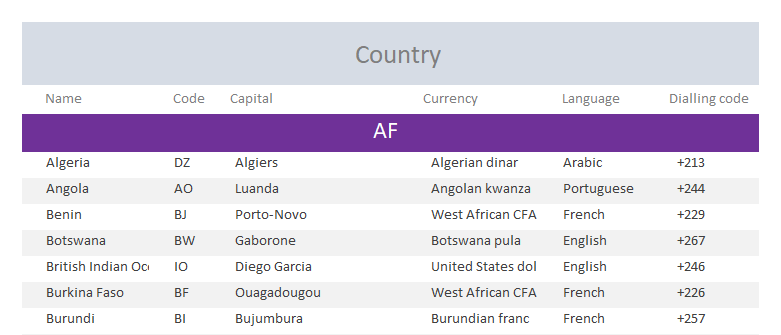 Country
Name Code Capital Currency Language Dialling code
AF
Algeria DZ Algiers Algerian dinar Arabic +213
Angola AO Luanda Angolan kwanza Portuguese +244
Benin BJ Porto-Novo West African CFA French +229
Botswana BW Gaborone Botswana pula English +267
British Indian Oc IO Diego Garcia United States dol English +246
Burkina Faso BF Ouagadougou West African CFA French +226
Burundi BI Bujumbura Burundian franc French +257